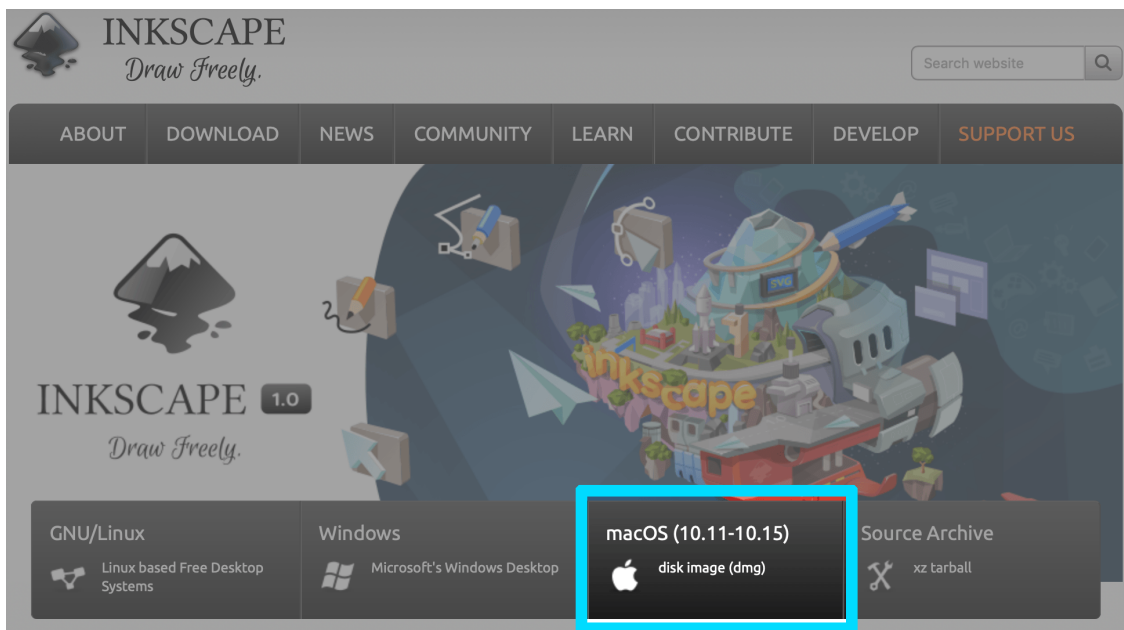 INKSCAPE
Draw Freely.
Search website
ABOUT DOWNLOAD NEWS COMMUNITY LEARN CONTRIBUTE DEVELOP SUPPORT US
SVG
inkscape
INKSCAPE 1.0
Draw Freely.
GNU/Linux
Linux based Free Desktop
Systems
Windows
Microsoft's Windows Desktop
macOS (10.11-10.15)
disk image (dmg)
Source Archive
xz tarball